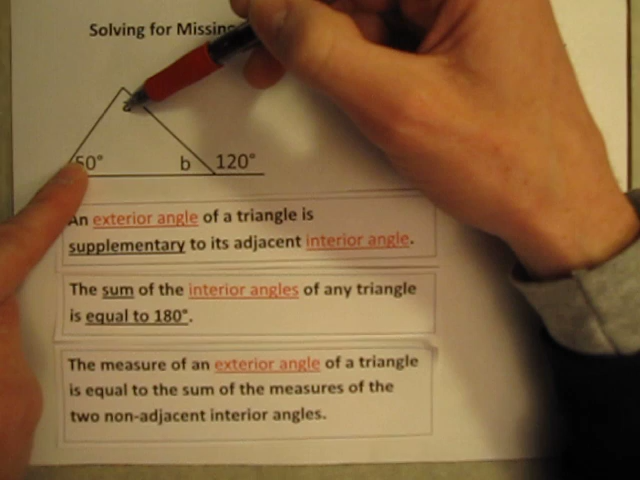 Solving for Missing
a
50°
b
120°
An exterior angle of a triangle is
supplementary to its adjacent interior angle.
The sum of the interior angles of any triangle
is equal to 180°.
The measure of an exterior angle of a triangle
is equal to the sum of the measures of the
two non-adjacent interior angles.